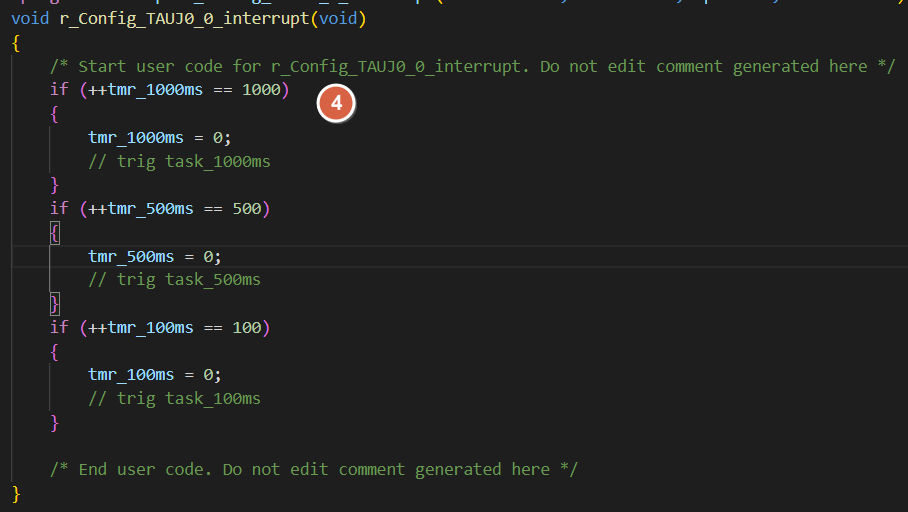 void r_Config_TAUJ0_0_interrupt(void)
{
/* Start user code for r_Config_TAUJ0_0_interrupt. Do not edit comment generated here */
if (++tmr_1000ms == 1000)
4
{
tmr_1000ms = 0;
// trig task_1000ms
}
if (++tmr_500ms == 500)
{
tmr_500ms = 0;
// trig task_500ms
}
if (++tmr_100ms == 100)
{
tmr_100ms = 0;
// trig task_100ms
}
/* End user code. Do not edit comment generated here */
}